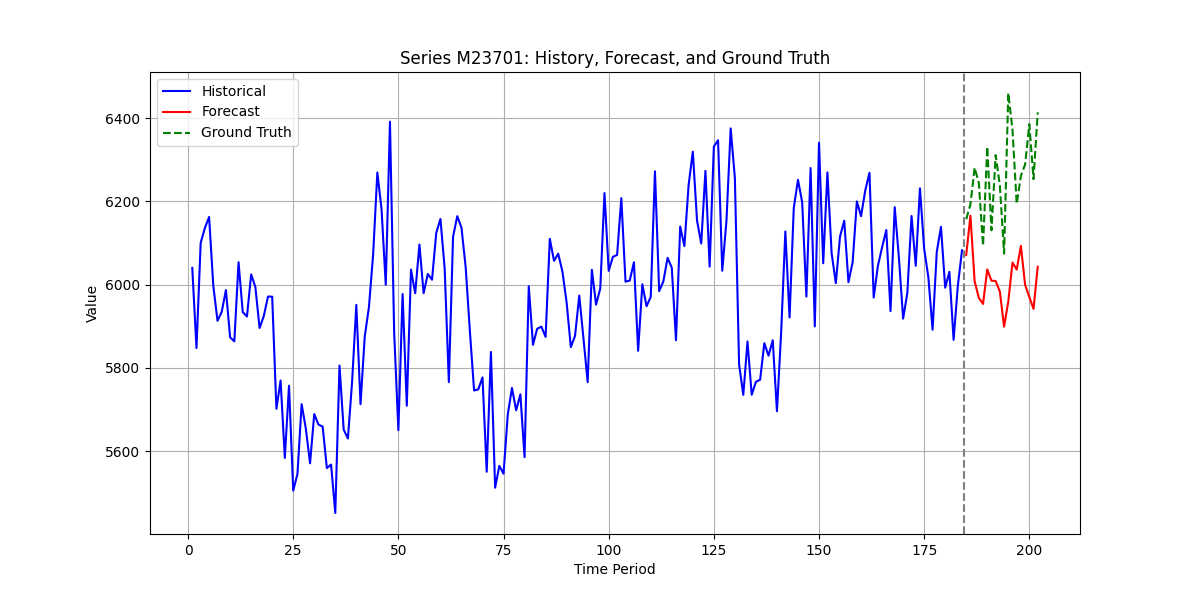 Series M23701: History, Forecast, and Ground Truth
Historical
Forecast
Ground Truth
6400
6200
6000
5800
5600
Value
0 25 50 75 100 125 150 175 200
Time Period